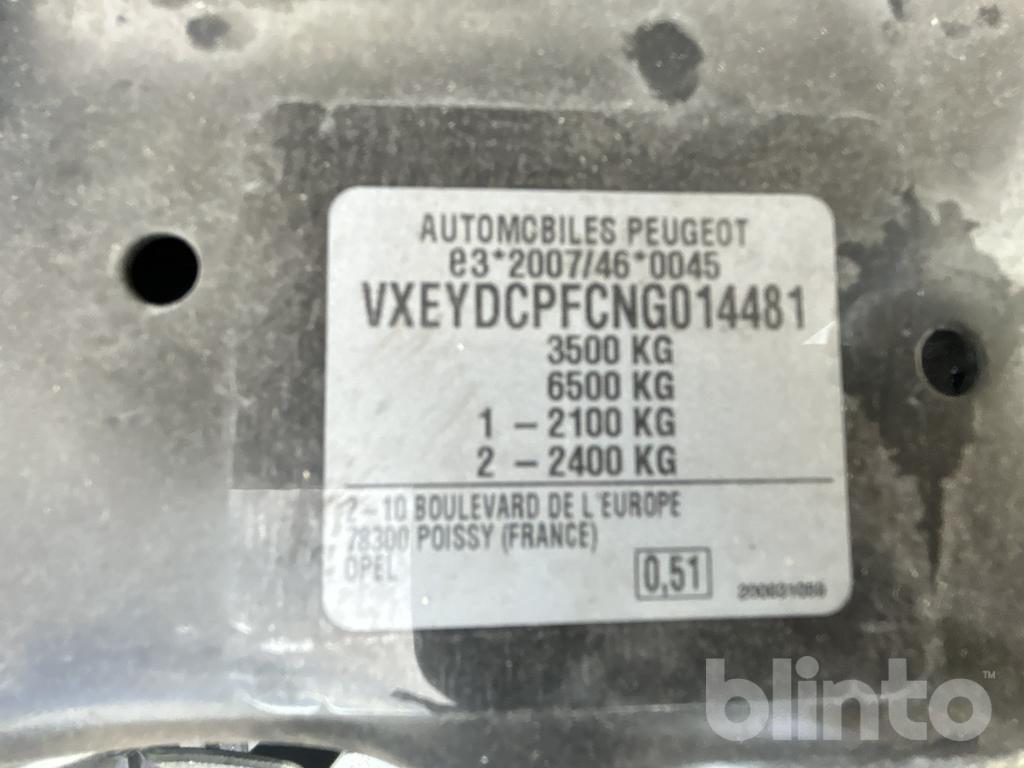 AUTOMOBILES PEUGEOT
e3*2007/46*0045
VXEYDCPFCNG014481
3500 KG
6500 KG
1 - 2100 KG
2 - 2400 KG
2-10 BOULEVARD DE L'EUROPE
78300 POISSY (FRANCE)
OPEL
0,51
blinto™